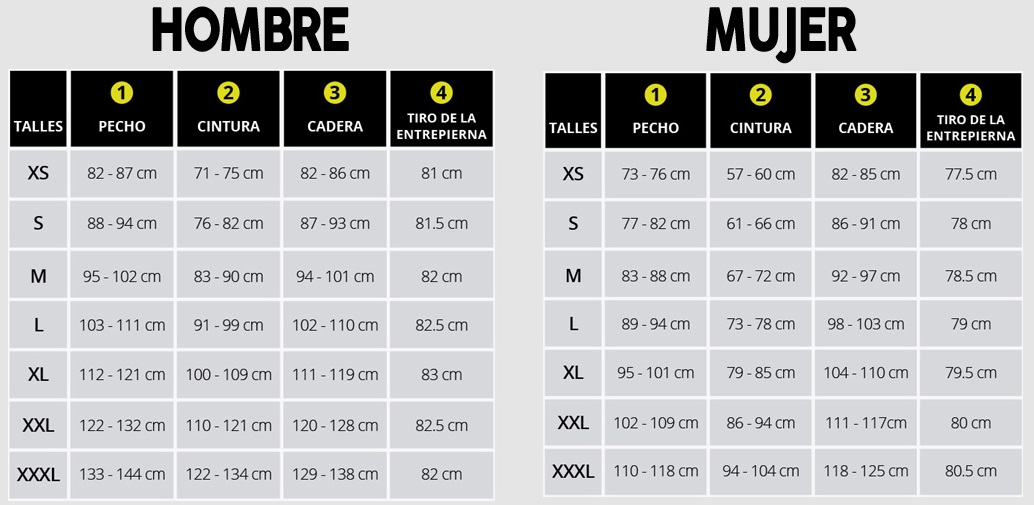 HOMBRE
TALLES 1 PECHO 2 CINTURA 3 CADERA 4 TIRO DE LA ENTREPIERNA
XS 82 - 87 cm 71 - 75 cm 82 - 86 cm 81 cm
S 88 - 94 cm 76 - 82 cm 87 - 93 cm 81.5 cm
M 95 - 102 cm 83 - 90 cm 94 - 101 cm 82 cm
L 103 - 111 cm 91 - 99 cm 102 - 110 cm 82.5 cm
XL 112 - 121 cm 100 - 109 cm 111 - 119 cm 83 cm
XXL 122 - 132 cm 110 - 121 cm 120 - 128 cm 82.5 cm
XXXL 133 - 144 cm 122 - 134 cm 129 - 138 cm 82 cm
MUJER
TALLES 1 PECHO 2 CINTURA 3 CADERA 4 TIRO DE LA ENTREPIERNA
XS 73 - 76 cm 57 - 60 cm 82 - 85 cm 77.5 cm
S 77 - 82 cm 61 - 66 cm 86 - 91 cm 78 cm
M 83 - 88 cm 67 - 72 cm 92 - 97 cm 78.5 cm
L 89 - 94 cm 73 - 78 cm 98 - 103 cm 79 cm
XL 95 - 101 cm 79 - 85 cm 104 - 110 cm 79.5 cm
XXL 102 - 109 cm 86 - 94 cm 111 - 117cm 80 cm
XXXL 110 - 118 cm 94 - 104 cm 118 - 125 cm 80.5 cm